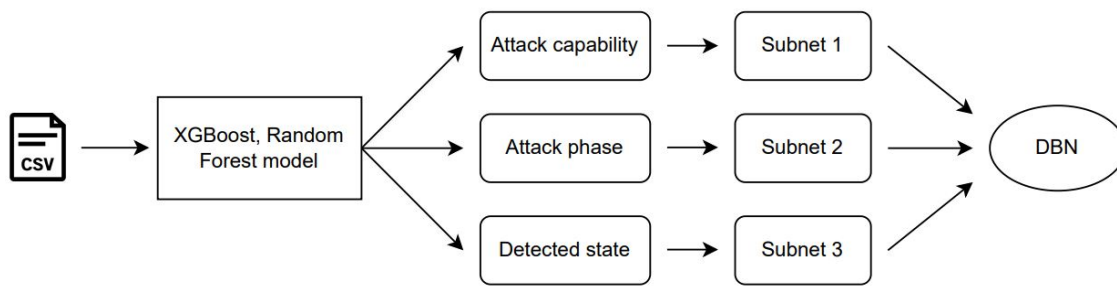 CSV
XGBoost, Random
Forest model
Attack capability
Subnet 1
Attack phase
Subnet 2
DBN
Detected state
Subnet 3